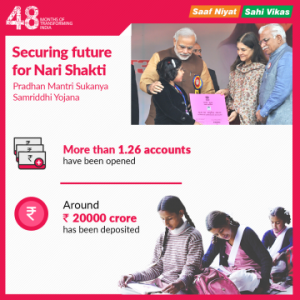 48 MONTHS OF
TRANSFORMING
INDIA
Saaf Niyat Sahi Vikas
Securing future
for Nari Shakti
Pradhan Mantri Sukanya
Samriddhi Yojana
More than 1.26 accounts
have been opened
Around
₹ 20000 crore
has been deposited